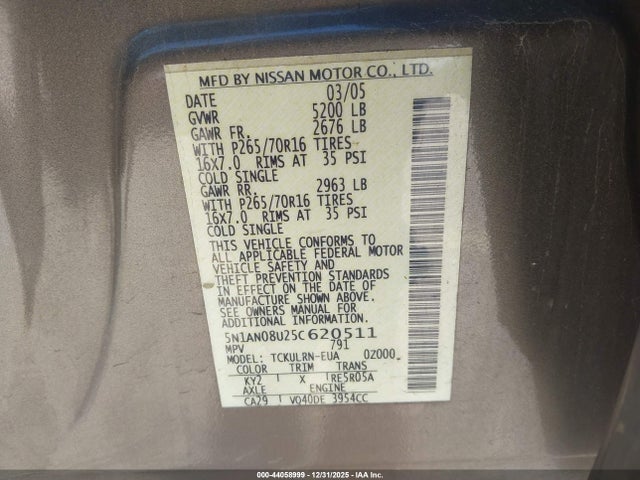 MFD BY NISSAN MOTOR CO., LTD.
DATE 03/05
GVWR 5200 LB
GAWR FR. 2676 LB
WITH P265/70R16 TIRES
16X7.0 RIMS AT 35 PSI
COLD SINGLE
GAWR RR. 2963 LB
WITH P265/70R16 TIRES
16X7.0 RIMS AT 35 PSI
COLD SINGLE
THIS VEHICLE CONFORMS TO
ALL APPLICABLE FEDERAL MOTOR
VEHICLE SAFETY AND
THEFT PREVENTION STANDARDS
IN EFFECT ON THE DATE OF
MANUFACTURE SHOWN ABOVE.
SEE OWNERS MANUAL FOR
ADDITIONAL INFORMATION
5N1AN08U25C620511
MPV 791
MODEL: TCKULRN-EUA 02000
COLOR TRIM TRANS
KY2 X RE5R05A
AXLE ENGINE
CA29 VQ40DE 3954CC
000-44058999 | 12/31/2025 | IAA Inc.